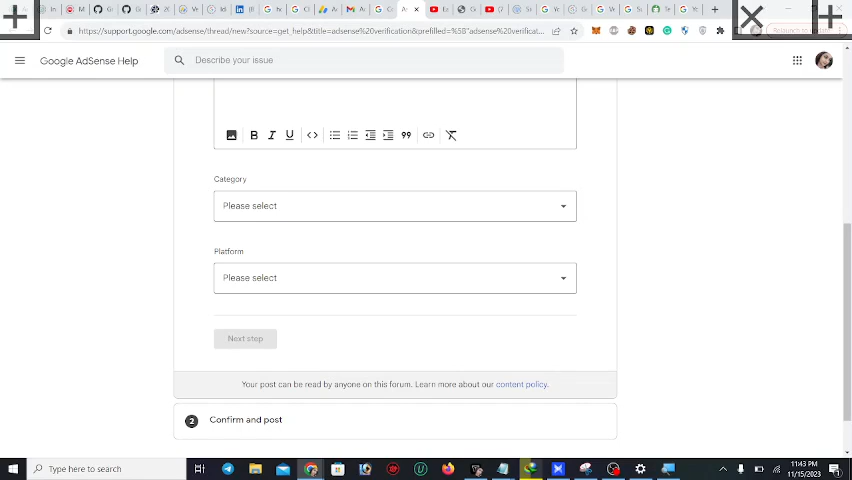 https://support.google.com/adsense/thread/new?source=get_help&title=adsense%20verification&prefilled=%5B"adsense%20verificat...
Google AdSense Help
Describe your issue
Category
Please select
Platform
Please select
Next step
Your post can be read by anyone on this forum. Learn more about our content policy.
2 Confirm and post
Type here to search
11:43 PM
11/15/2023